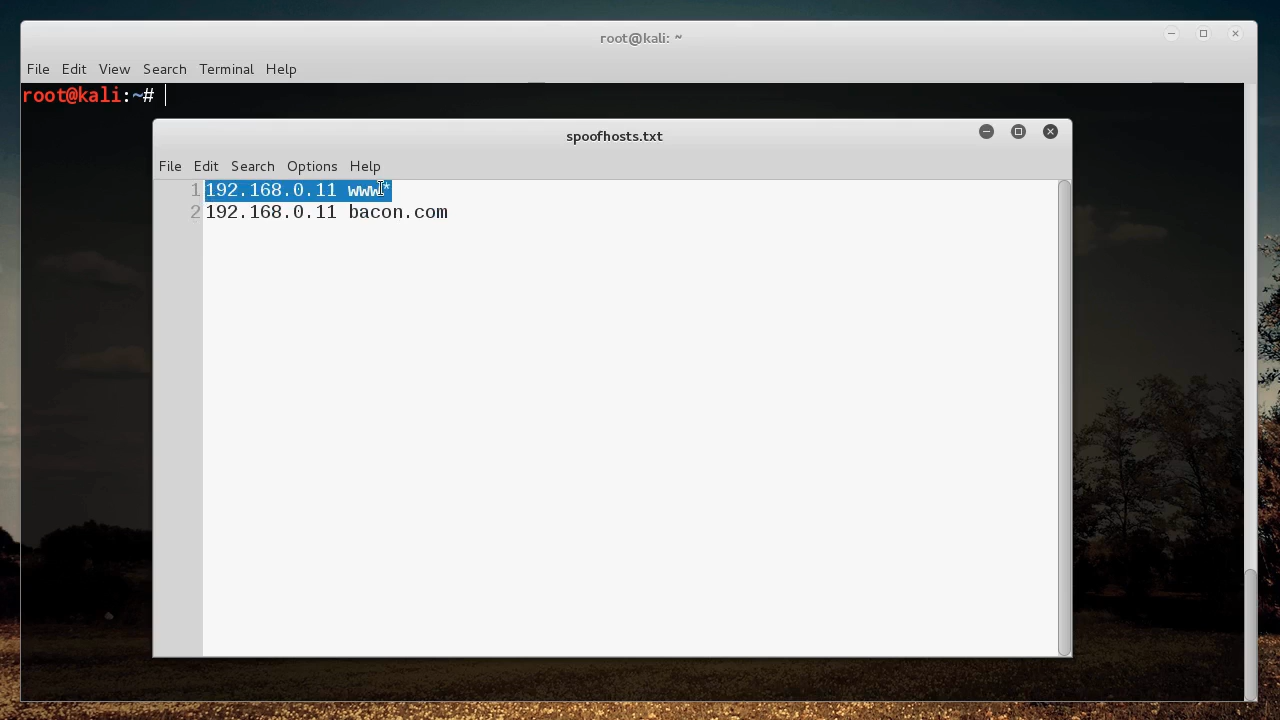 root@kali: ~
File Edit View Search Terminal Help
root@kali:~#
spoofhosts.txt
File Edit Search Options Help
1 192.168.0.11 www*
2 192.168.0.11 bacon.com